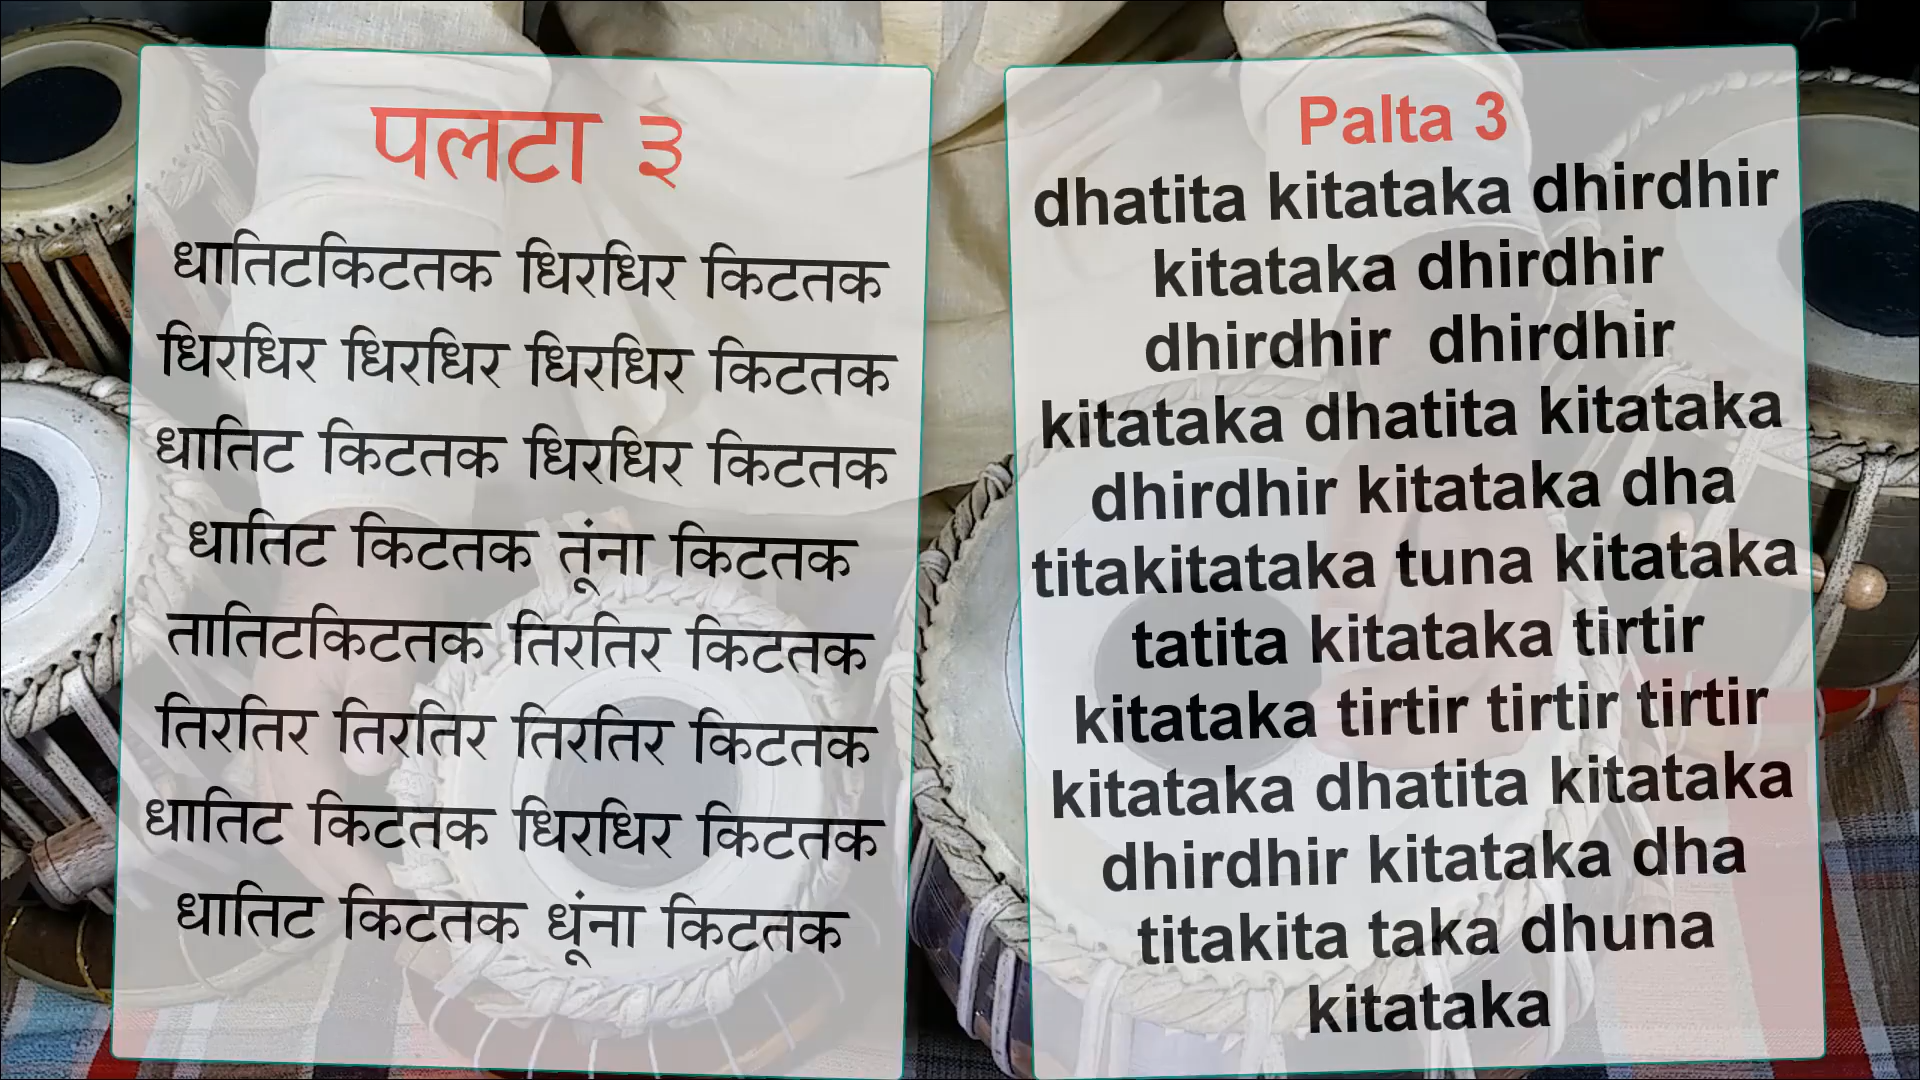 पलटा ३
धातिटकिटतक धिरधिर किटतक
धिरधिर धिरधिर धिरधिर किटतक
धातिट किटतक धिरधिर किटतक
धातिट किटतक तूंना किटतक
तातिटकिटतक तिरतिर किटतक
तिरतिर तिरतिर तिरतिर किटतक
धातिट किटतक धिरधिर किटतक
धातिट किटतक धूंना किटतक
Palta 3
dhatita kitataka dhirdhir
kitataka dhirdhir
dhirdhir dhirdhir
kitataka dhatita kitataka
dhirdhir kitataka dha
titakitataka tuna kitataka
tatita kitataka tirtir
kitataka tirtir tirtir tirtir
kitataka dhatita kitataka
dhirdhir kitataka dha
titakita taka dhuna
kitataka